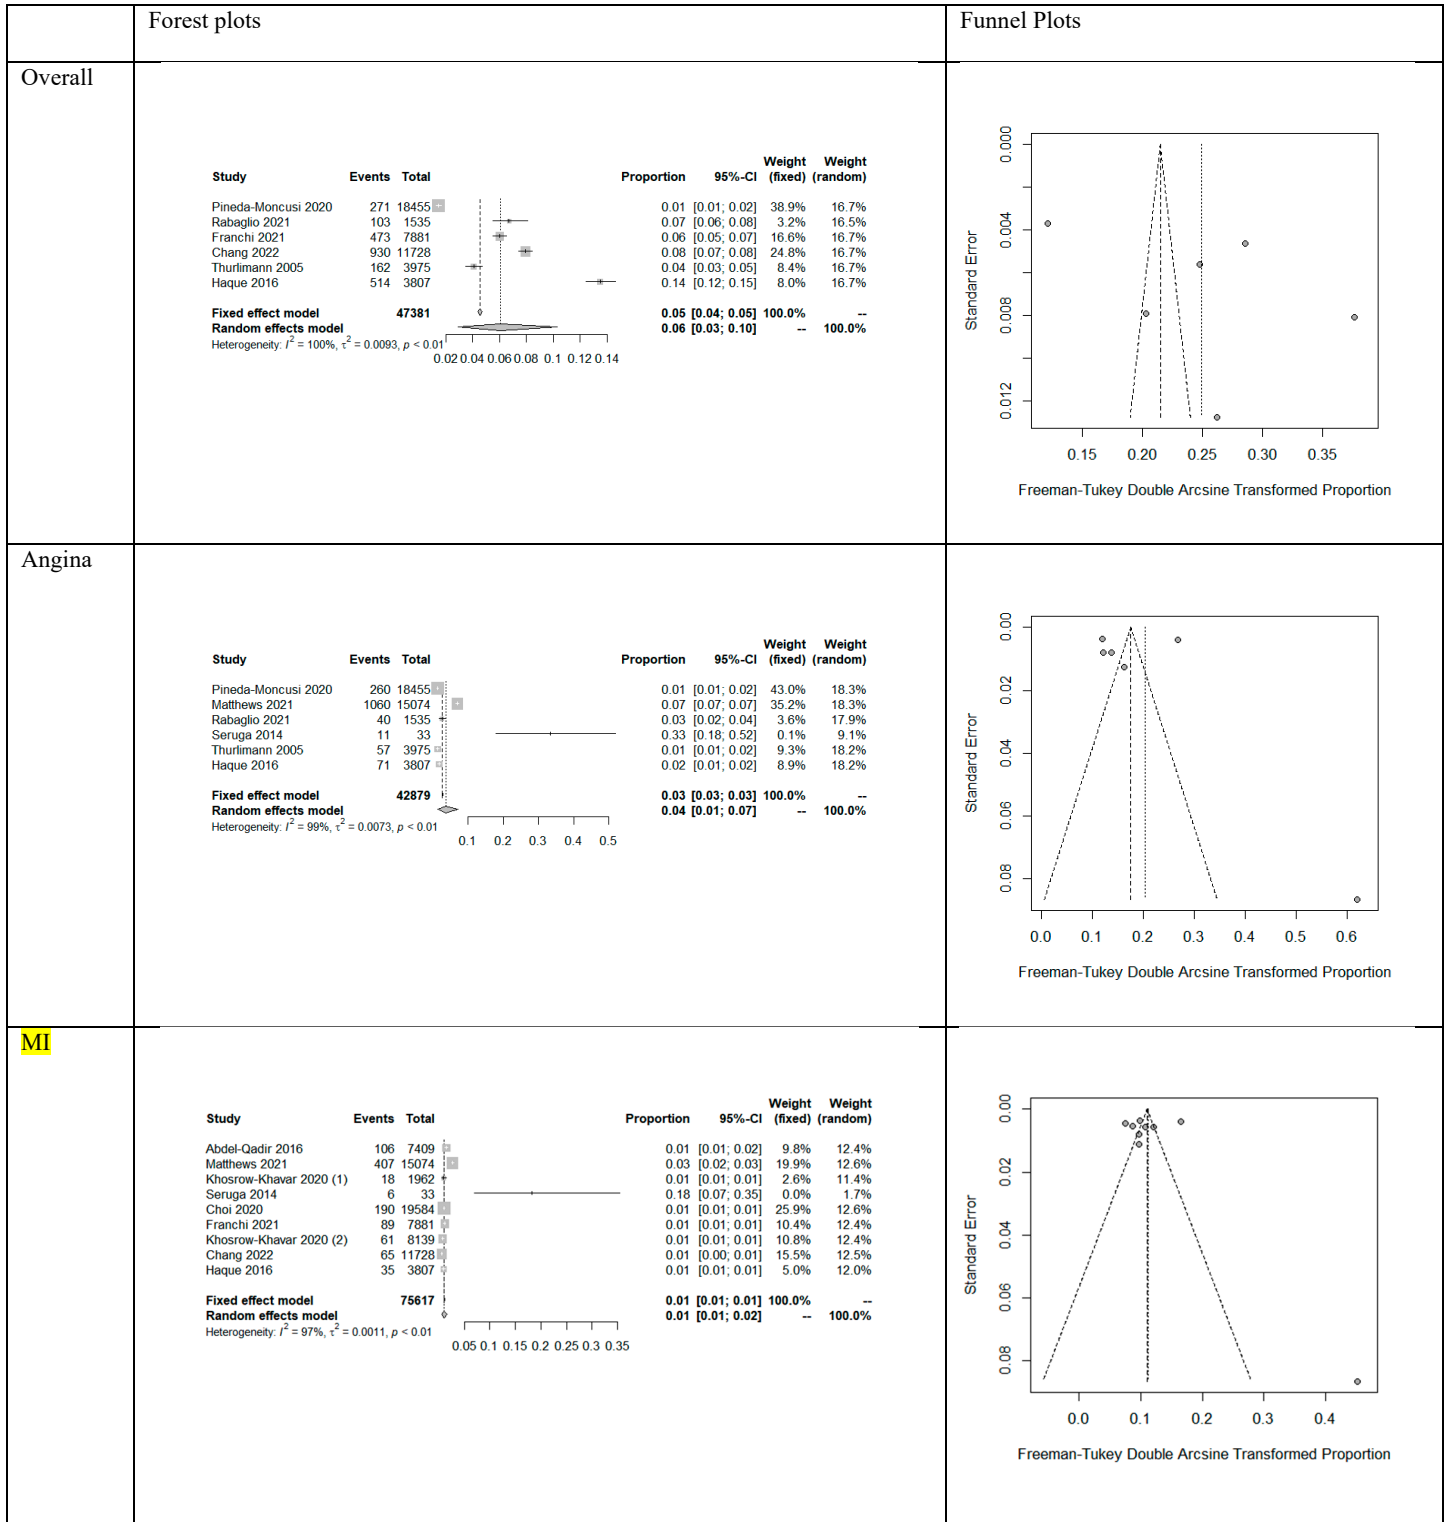 Forest plots Funnel Plots
Overall
Weight Weight
Study Events Total Proportion 95%-CI (fixed) (random)
Pineda-Moncusi 2020 271 18455 0.01 [0.01; 0.02] 38.9% 16.7%
Rabaglio 2021 103 1535 0.07 [0.06; 0.08] 3.2% 16.5%
Franchi 2021 473 7881 0.06 [0.05; 0.07] 16.6% 16.7%
Chang 2022 930 11728 0.08 [0.07; 0.08] 24.8% 16.7%
Thurlimann 2005 162 3975 0.04 [0.03; 0.05] 8.4% 16.7%
Haque 2016 514 3807 0.14 [0.12; 0.15] 8.0% 16.7%
Fixed effect model 47381 0.05 [0.04; 0.05] 100.0% --
Random effects model 0.06 [0.03; 0.10] -- 100.0%
Heterogeneity: I² = 100%, τ² = 0.0093, p < 0.01
0.02 0.04 0.06 0.08 0.1 0.12 0.14
Standard Error
0.000
0.004
0.008
0.012
0.15 0.20 0.25 0.30 0.35
Freeman-Tukey Double Arcsine Transformed Proportion
Angina
Weight Weight
Study Events Total Proportion 95%-CI (fixed) (random)
Pineda-Moncusi 2020 260 18455 0.01 [0.01; 0.02] 43.0% 18.3%
Matthews 2021 1060 15074 0.07 [0.07; 0.07] 35.2% 18.3%
Rabaglio 2021 40 1535 0.03 [0.02; 0.04] 3.6% 17.9%
Seruga 2014 11 33 0.33 [0.18; 0.52] 0.1% 9.1%
Thurlimann 2005 57 3975 0.01 [0.01; 0.02] 9.3% 18.2%
Haque 2016 71 3807 0.02 [0.01; 0.02] 8.9% 18.2%
Fixed effect model 42879 0.03 [0.03; 0.03] 100.0% --
Random effects model 0.04 [0.01; 0.07] -- 100.0%
Heterogeneity: I² = 99%, τ² = 0.0073, p < 0.01
0.1 0.2 0.3 0.4 0.5
Standard Error
0.00
0.02
0.04
0.06
0.08
0.0 0.1 0.2 0.3 0.4 0.5 0.6
Freeman-Tukey Double Arcsine Transformed Proportion
MI
Weight Weight
Study Events Total Proportion 95%-CI (fixed) (random)
Abdel-Qadir 2016 106 7409 0.01 [0.01; 0.02] 9.8% 12.4%
Matthews 2021 407 15074 0.03 [0.02; 0.03] 19.9% 12.6%
Khosrow-Khavar 2020 (1) 18 1962 0.01 [0.01; 0.01] 2.6% 11.4%
Seruga 2014 6 33 0.18 [0.07; 0.35] 0.0% 1.7%
Choi 2020 190 19584 0.01 [0.01; 0.01] 25.9% 12.6%
Franchi 2021 89 7881 0.01 [0.01; 0.01] 10.4% 12.4%
Khosrow-Khavar 2020 (2) 61 8139 0.01 [0.01; 0.01] 10.8% 12.4%
Chang 2022 65 11728 0.01 [0.00; 0.01] 15.5% 12.5%
Haque 2016 35 3807 0.01 [0.01; 0.01] 5.0% 12.0%
Fixed effect model 75617 0.01 [0.01; 0.01] 100.0% --
Random effects model 0.01 [0.01; 0.02] -- 100.0%
Heterogeneity: I² = 97%, τ² = 0.0011, p < 0.01
0.05 0.1 0.15 0.2 0.25 0.3 0.35
Standard Error
0.00
0.02
0.04
0.06
0.08
0.0 0.1 0.2 0.3 0.4
Freeman-Tukey Double Arcsine Transformed Proportion